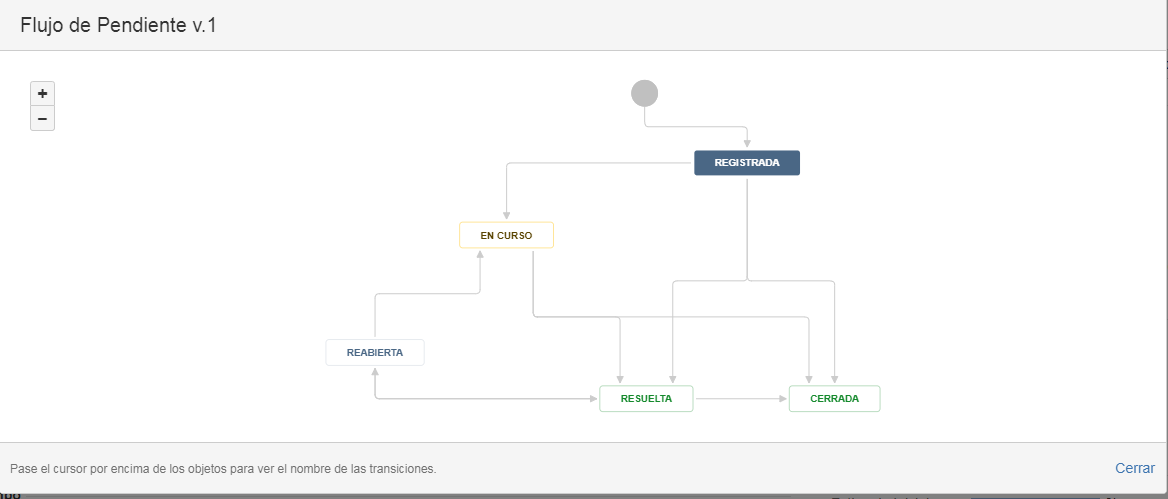 Flujo de Pendiente v.1
+
−
REGISTRADA
EN CURSO
REABIERTA
RESUELTA
CERRADA
Pase el cursor por encima de los objetos para ver el nombre de las transiciones.
Cerrar